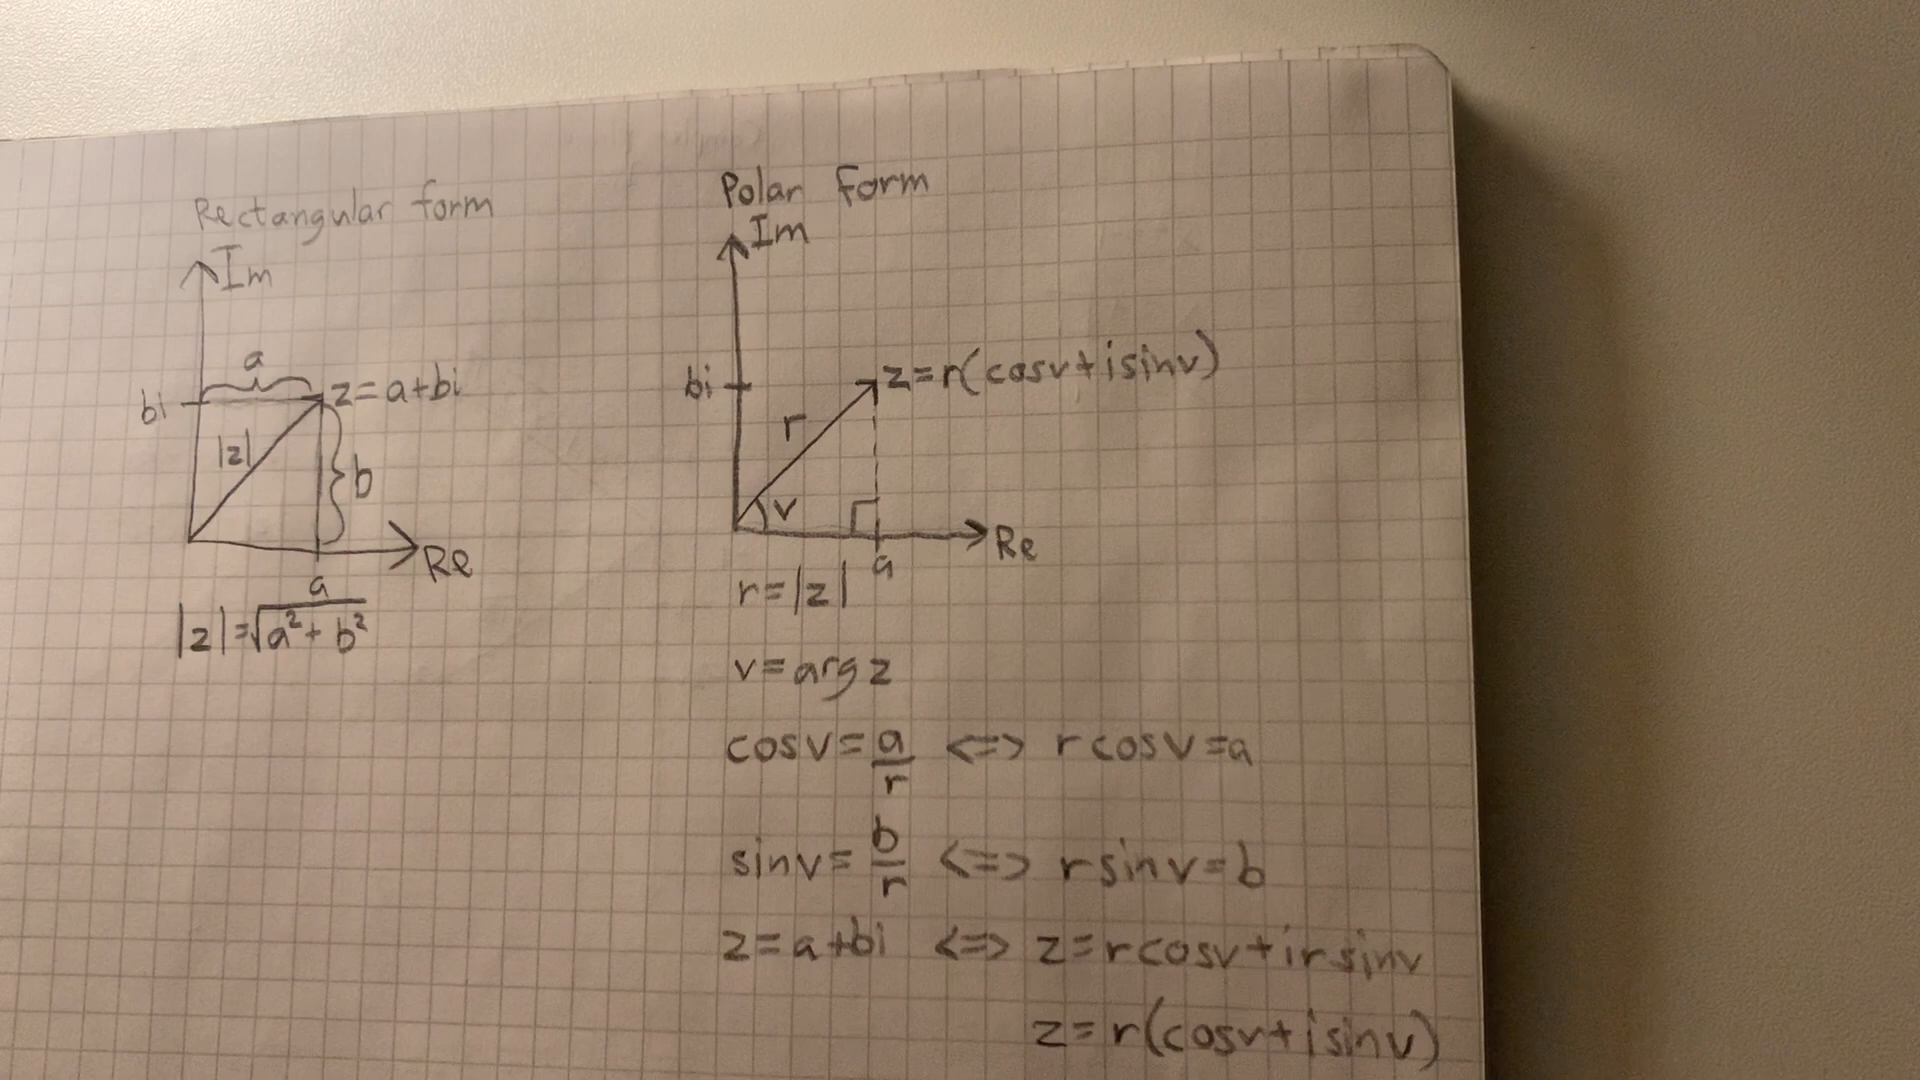 Rectangular form
Im
a
bi
z=a+bi
|z|
b
Re
a
|z|=√a²+b²
Polar form
Im
bi
z=r(cosv+isinv)
r
v
Re
a
r=|z|
v=argz
cosv=a/r <=> rcosv=a
sinv=b/r <=> rsinv=b
z=a+bi <=> z=rcosv+irsinv
z=r(cosv+isinv)